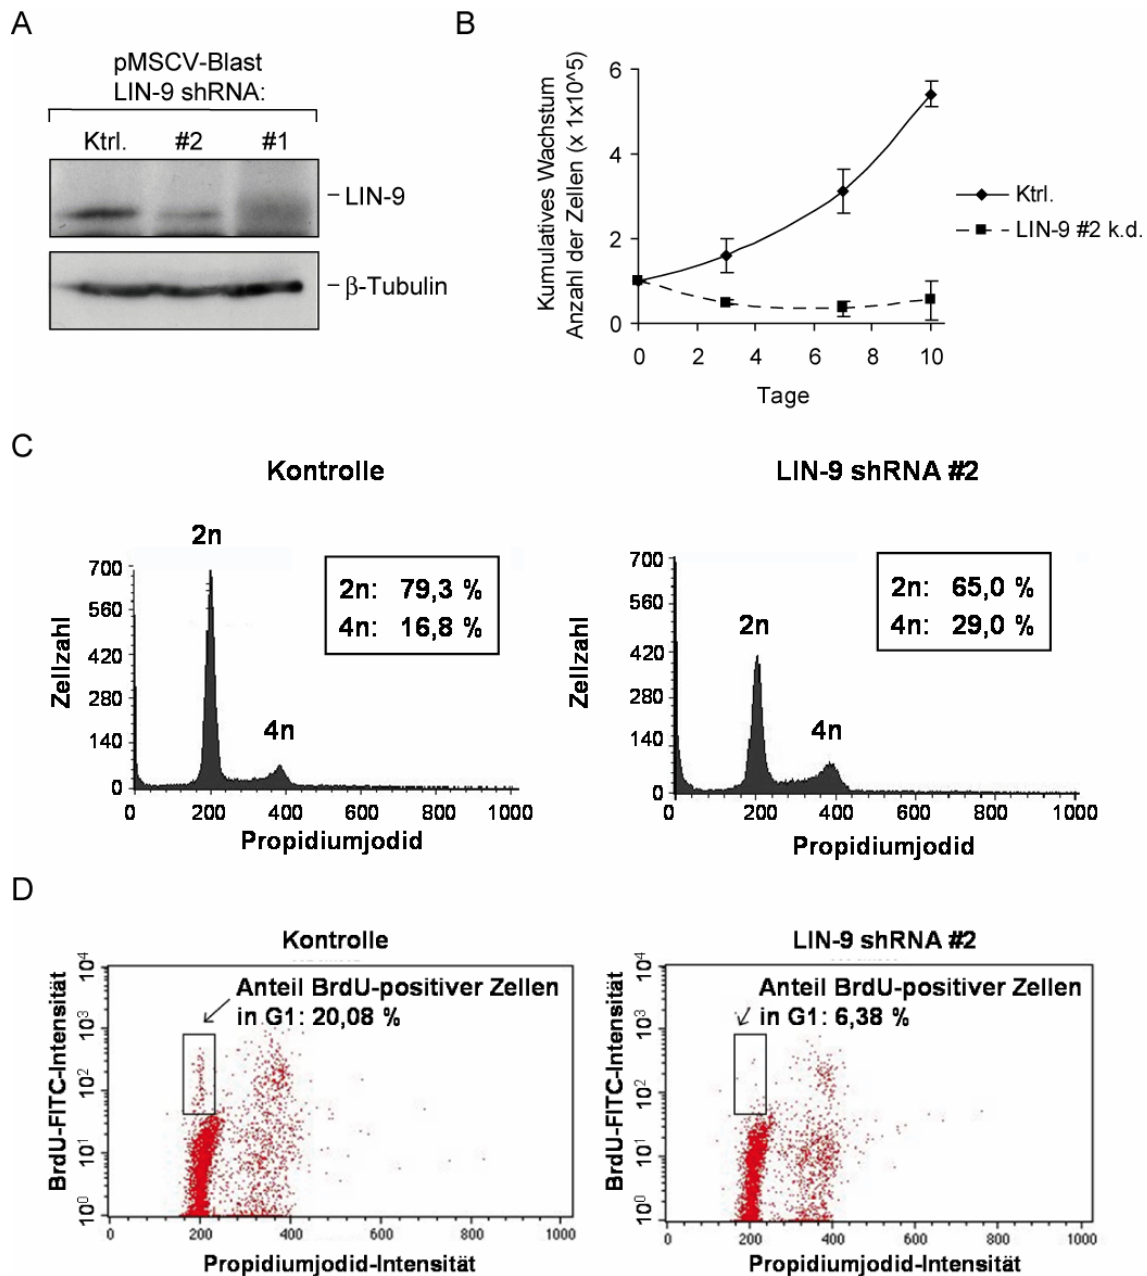 A
pMSCV-Blast
LIN-9 shRNA:
Ktrl. #2 #1
LIN-9
β-Tubulin
B
Kumulatives Wachstum
Anzahl der Zellen (x 1x10^5)
6
4
2
0
0 2 4 6 8 10
Tage
Ktrl.
LIN-9 #2 k.d.
C
Kontrolle
2n
4n
2n: 79,3 %
4n: 16,8 %
Zellzahl
700
560
420
280
140
0
0 200 400 600 800 1000
Propidiumjodid
LIN-9 shRNA #2
2n
4n
2n: 65,0 %
4n: 29,0 %
Zellzahl
700
560
420
280
140
0
0 200 400 600 800 1000
Propidiumjodid
D
Kontrolle
Anteil BrdU-positiver Zellen
in G1: 20,08 %
BrdU-FITC-Intensität
10^4
10^3
10^2
10^1
10^0
0 200 400 600 800 1000
Propidiumjodid-Intensität
LIN-9 shRNA #2
Anteil BrdU-positiver Zellen
in G1: 6,38 %
BrdU-FITC-Intensität
10^4
10^3
10^2
10^1
10^0
0 200 400 600 800 1000
Propidiumjodid-Intensität